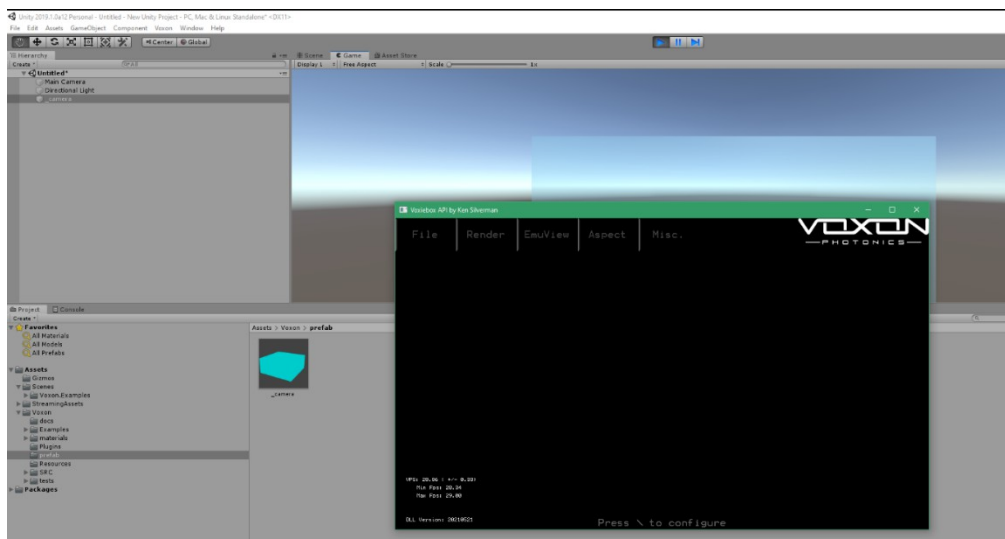 Unity 2019.1.0a12 Personal - Untitled - New Unity Project - PC, Mac & Linux Standalone* <DX11>
File Edit Assets GameObject Component Voxon Window Help
Center Global
Hierarchy
Create
Untitled*
Main Camera
Directional Light
_camera
Scene Game Asset Store
Display 1 Free Aspect Scale 1x
Voxiebox API by Ken Silverman
File Render EmuView Aspect Misc.
VOXON
PHOTONICS
Project Console
Create
Favorites
All Materials
All Models
All Prefabs
Assets
Gizmos
Scenes
Voxon.Examples
StreamingAssets
Voxon
docs
Examples
materials
Plugins
prefab
Resources
SRC
tests
Packages
Assets > Voxon > prefab
_camera
Max Fps: 29.00
DLL Version: 20210521
Press \ to configure